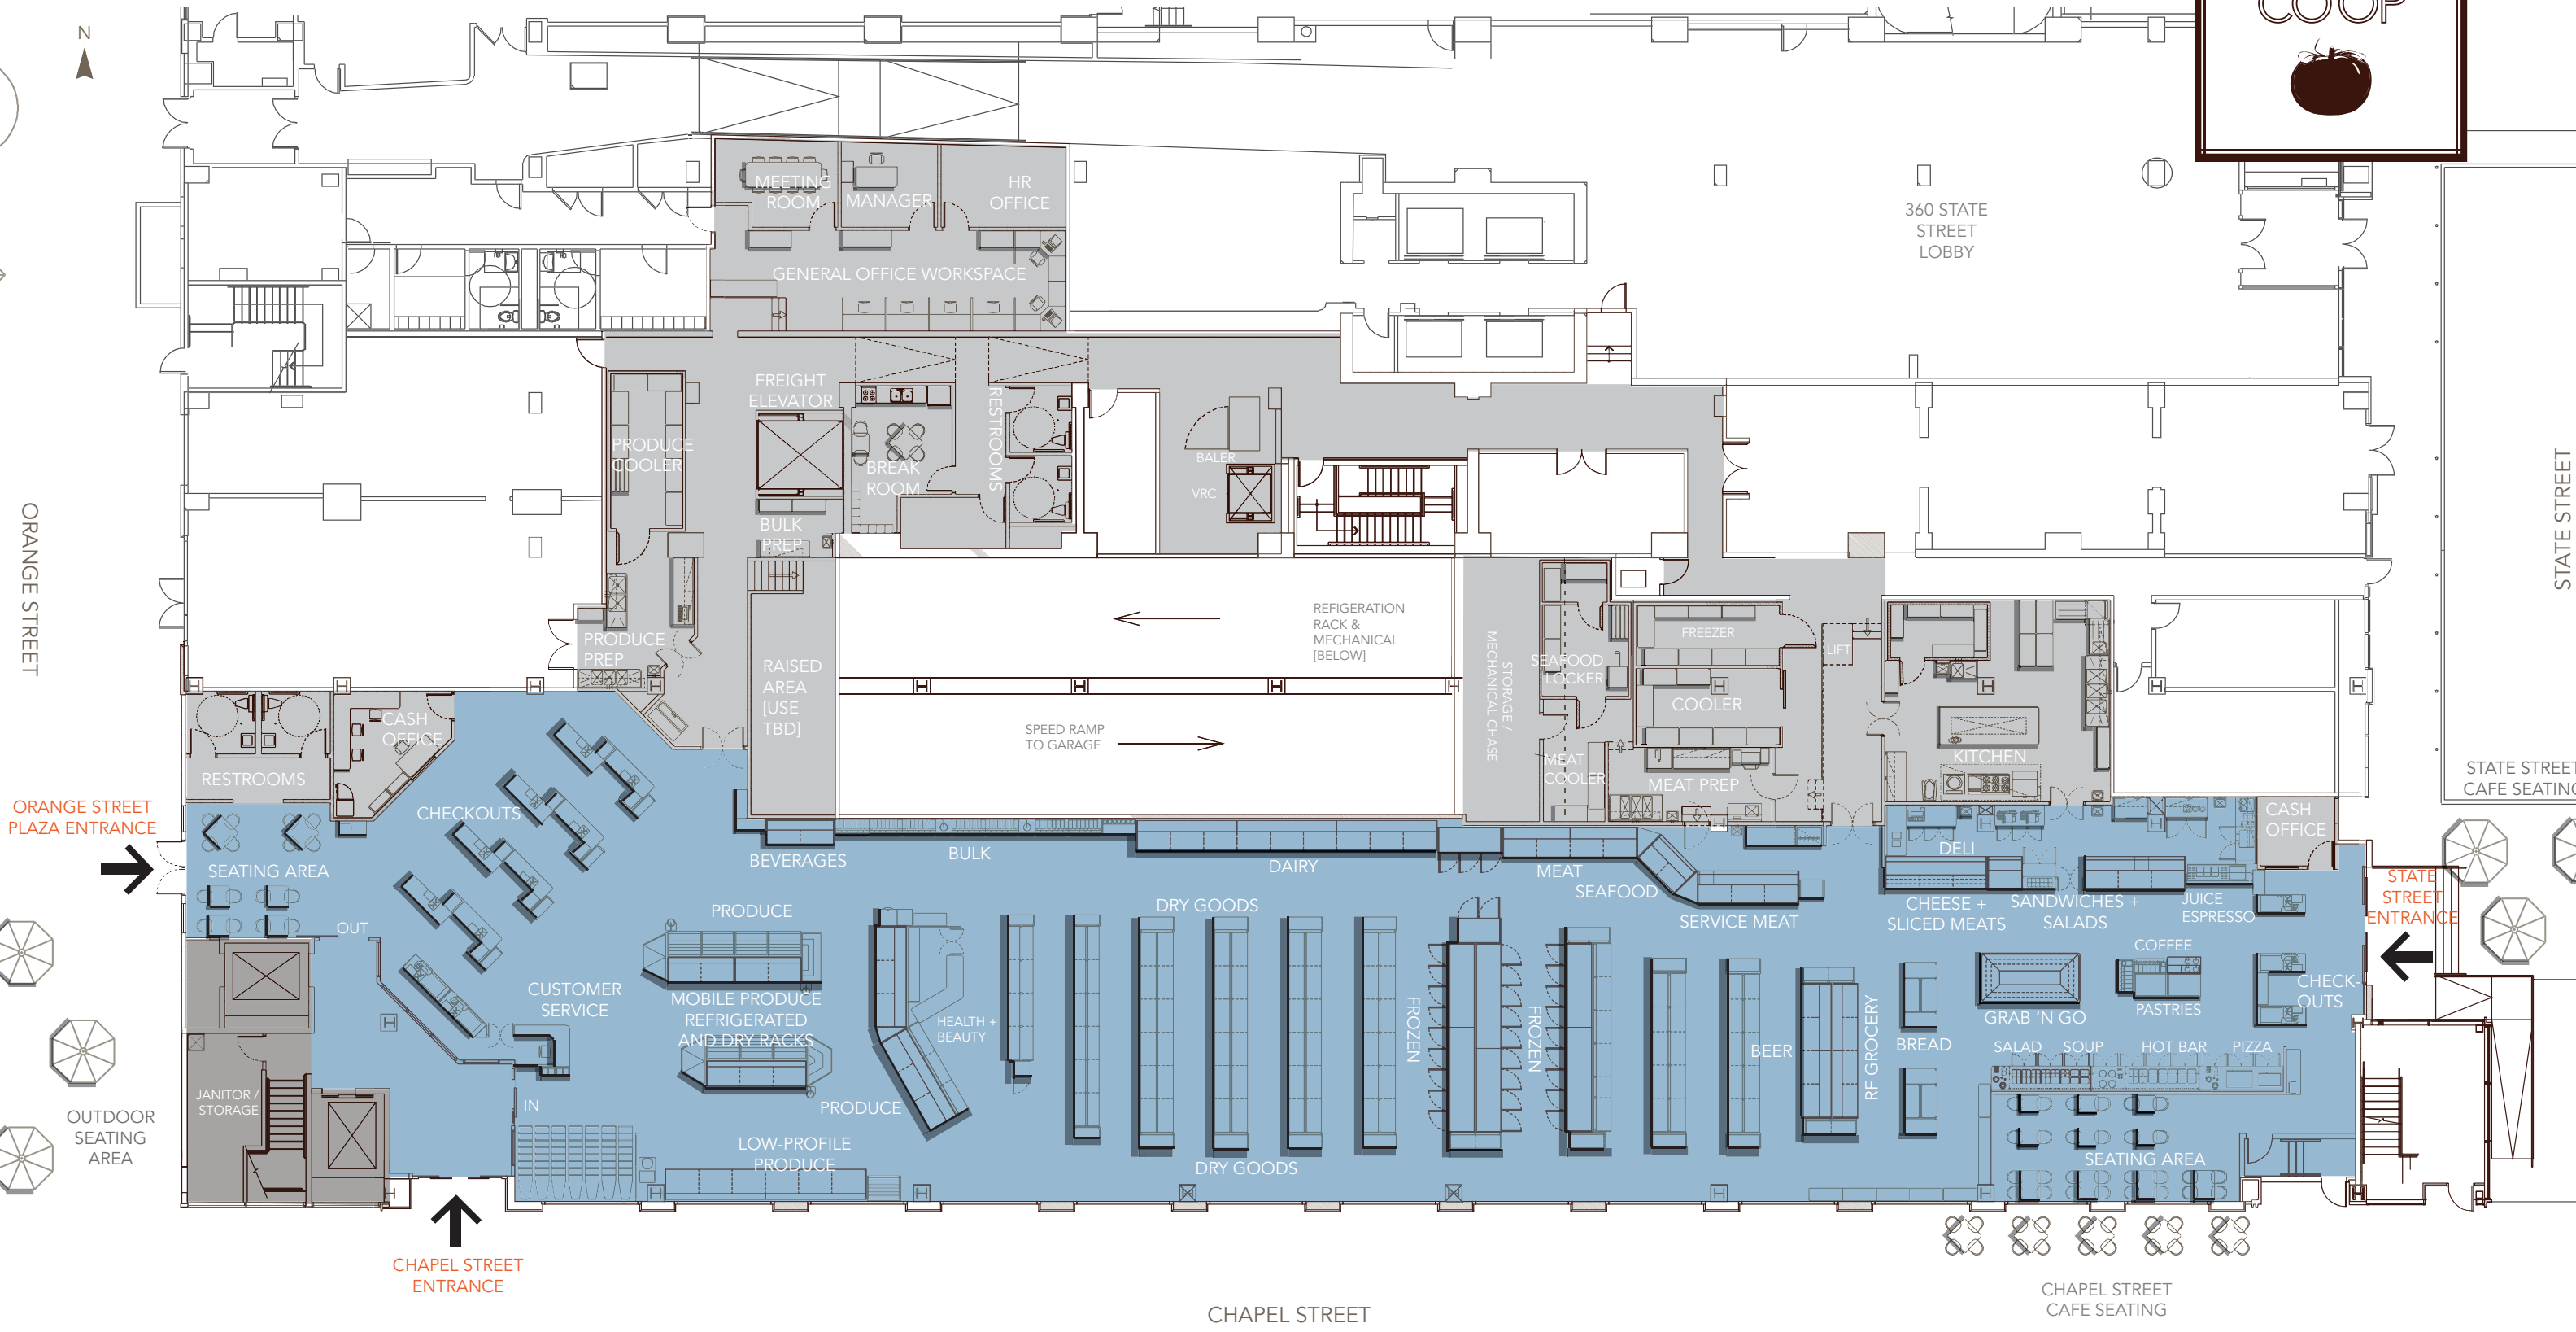 COOP
N
MEETING
ROOM
MANAGER
HR
OFFICE
GENERAL OFFICE WORKSPACE
360 STATE
STREET
LOBBY
FREIGHT
ELEVATOR
PRODUCE
COOLER
BREAK
ROOM
RESTROOMS
BALER
VRC
BULK
PREP
ORANGE STREET
STATE STREET
PRODUCE
PREP
RAISED
AREA
[USE
TBD]
REFIGERATION
RACK &
MECHANICAL
[BELOW]
SPEED RAMP
TO GARAGE
STORAGE /
MECHANICAL CHASE
SEAFOOD
LOCKER
FREEZER
LIFT
COOLER
MEAT
COOLER
MEAT PREP
KITCHEN
CASH
OFFICE
RESTROOMS
STATE STREET
CAFE SEATING
ORANGE STREET
PLAZA ENTRANCE
CHECKOUTS
SEATING AREA
BEVERAGES
BULK
DAIRY
MEAT
SEAFOOD
SERVICE MEAT
DELI
CHEESE +
SLICED MEATS
SANDWICHES +
SALADS
JUICE
ESPRESSO
CASH
OFFICE
STATE
STREET
ENTRANCE
OUT
PRODUCE
DRY GOODS
COFFEE
PASTRIES
CHECK-
OUTS
CUSTOMER
SERVICE
MOBILE PRODUCE
REFRIGERATED
AND DRY RACKS
HEALTH +
BEAUTY
FROZEN
FROZEN
BEER
RF GROCERY
BREAD
GRAB 'N GO
SALAD
SOUP
HOT BAR
PIZZA
JANITOR /
STORAGE
IN
PRODUCE
OUTDOOR
SEATING
AREA
LOW-PROFILE
PRODUCE
DRY GOODS
SEATING AREA
CHAPEL STREET
ENTRANCE
CHAPEL STREET
CHAPEL STREET
CAFE SEATING